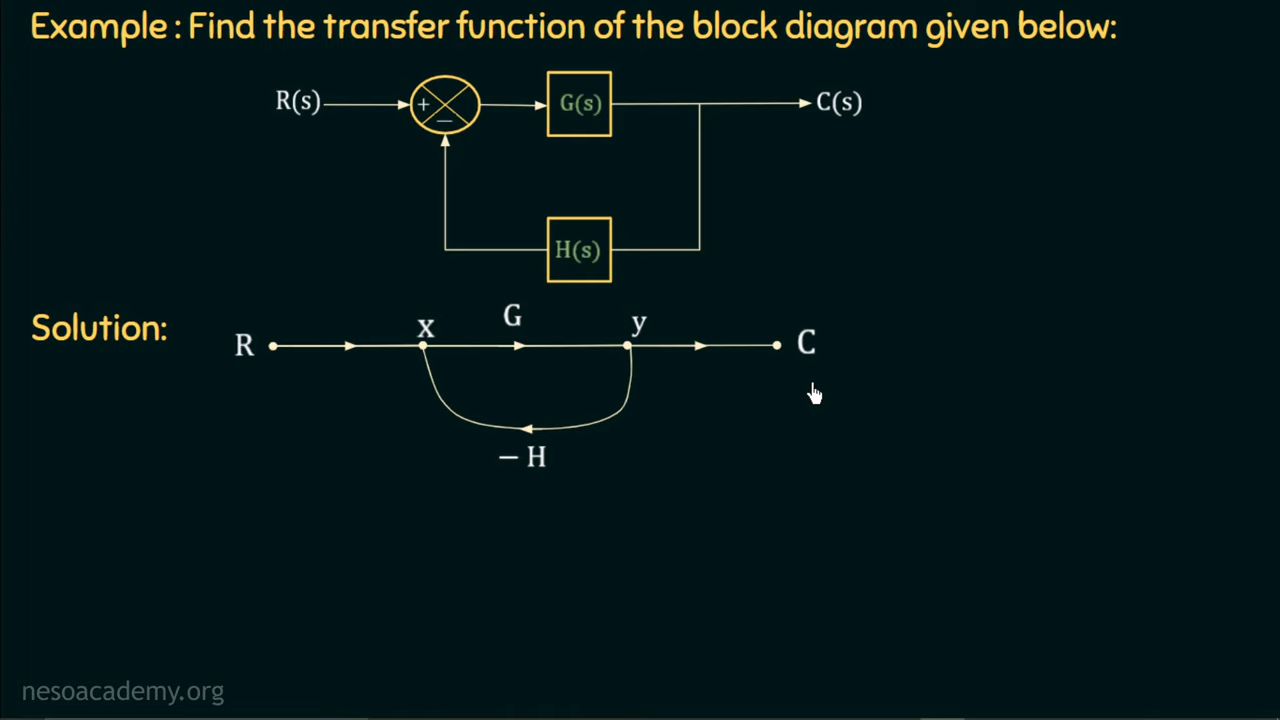 Example : Find the transfer function of the block diagram given below:
R(s) + − G(s) C(s)
H(s)
Solution:
R x G y C
− H
nesoacademy.org